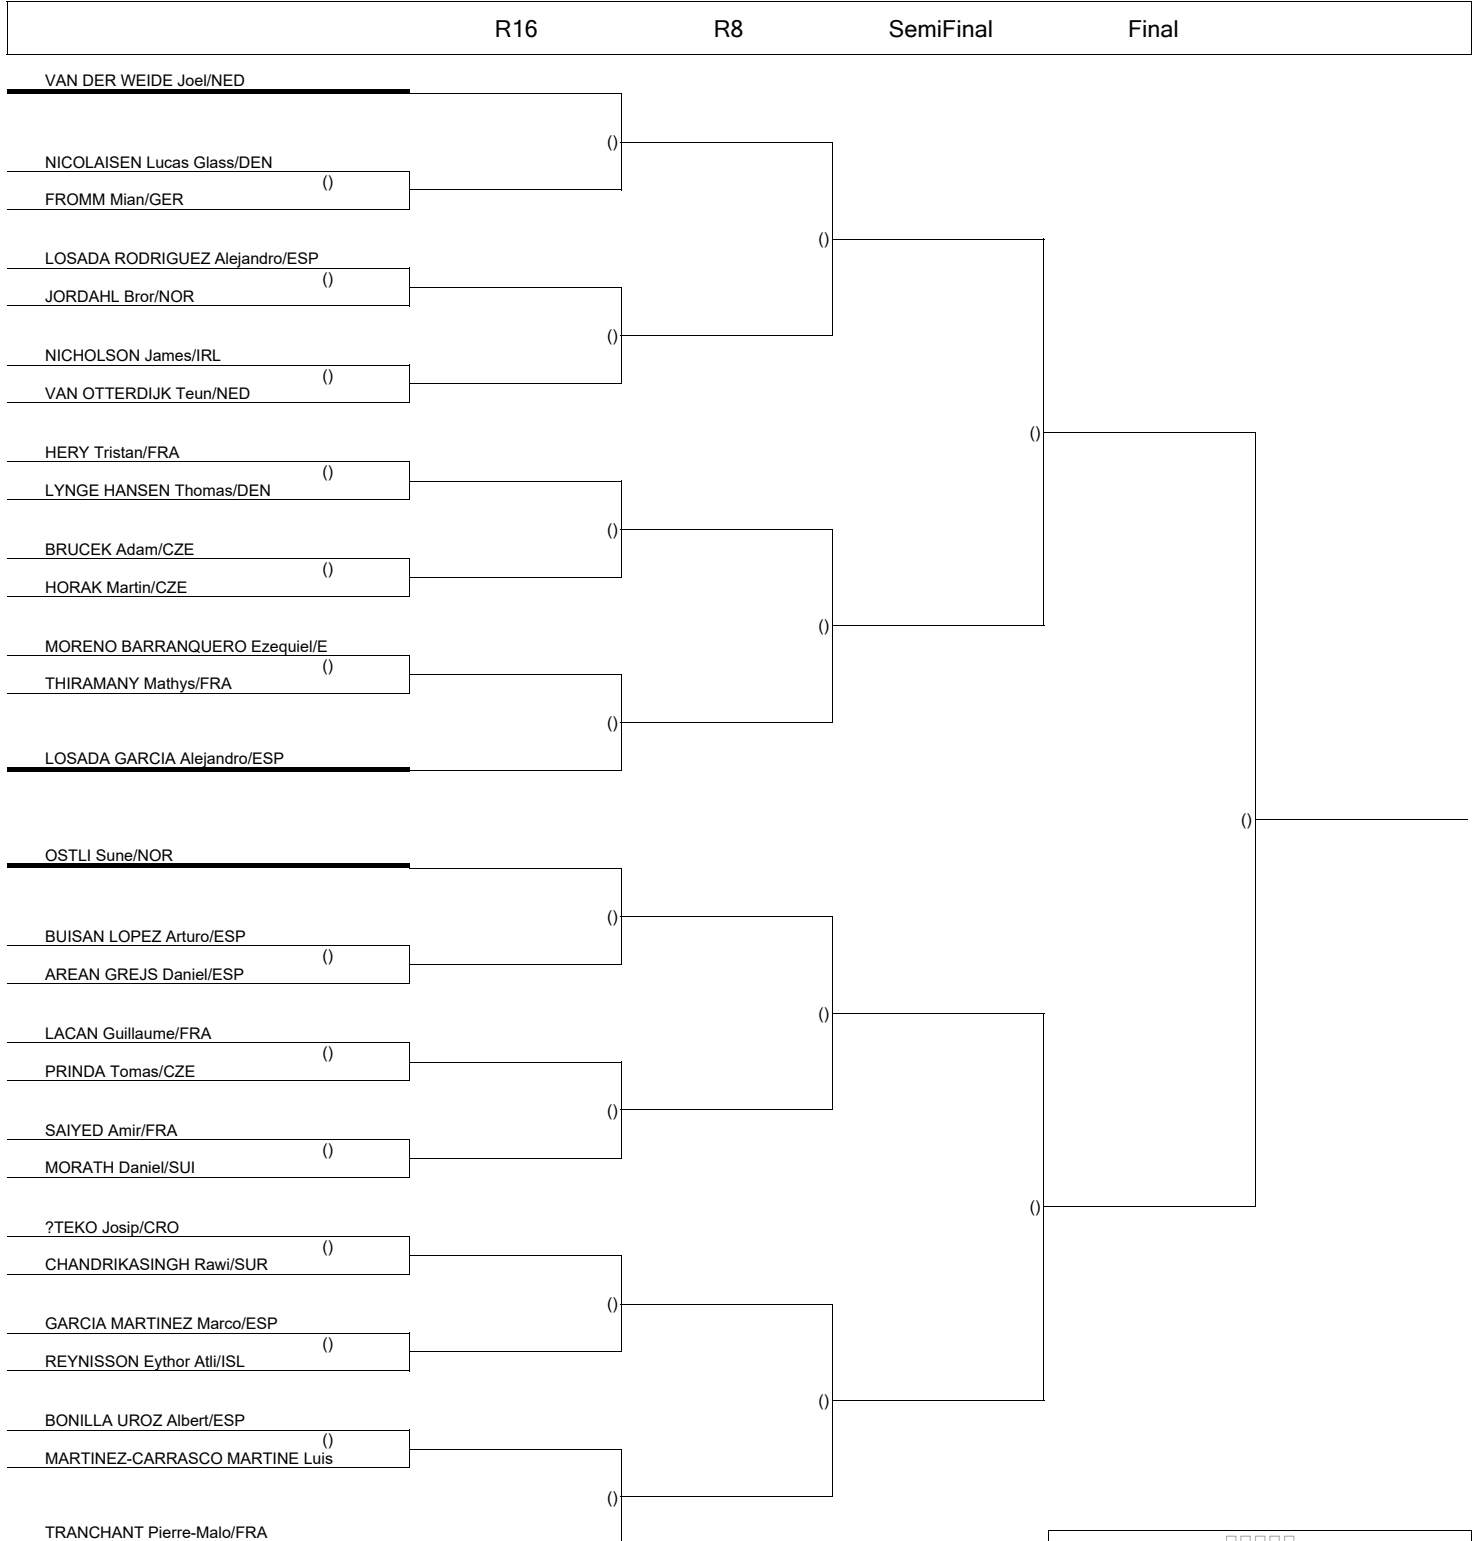 R16 R8 SemiFinal Final
VAN DER WEIDE Joel/NED
()
NICOLAISEN Lucas Glass/DEN
()
FROMM Mian/GER
()
LOSADA RODRIGUEZ Alejandro/ESP
()
JORDAHL Bror/NOR
()
NICHOLSON James/IRL
()
VAN OTTERDIJK Teun/NED
()
HERY Tristan/FRA
()
LYNGE HANSEN Thomas/DEN
()
BRUCEK Adam/CZE
()
HORAK Martin/CZE
()
MORENO BARRANQUERO Ezequiel/E
()
THIRAMANY Mathys/FRA
()
LOSADA GARCIA Alejandro/ESP
()
OSTLI Sune/NOR
()
BUISAN LOPEZ Arturo/ESP
()
AREAN GREJS Daniel/ESP
()
LACAN Guillaume/FRA
()
PRINDA Tomas/CZE
()
SAIYED Amir/FRA
()
MORATH Daniel/SUI
()
?TEKO Josip/CRO
()
CHANDRIKASINGH Rawi/SUR
()
GARCIA MARTINEZ Marco/ESP
()
REYNISSON Eythor Atli/ISL
()
BONILLA UROZ Albert/ESP
()
MARTINEZ-CARRASCO MARTINE Luis
()
TRANCHANT Pierre-Malo/FRA